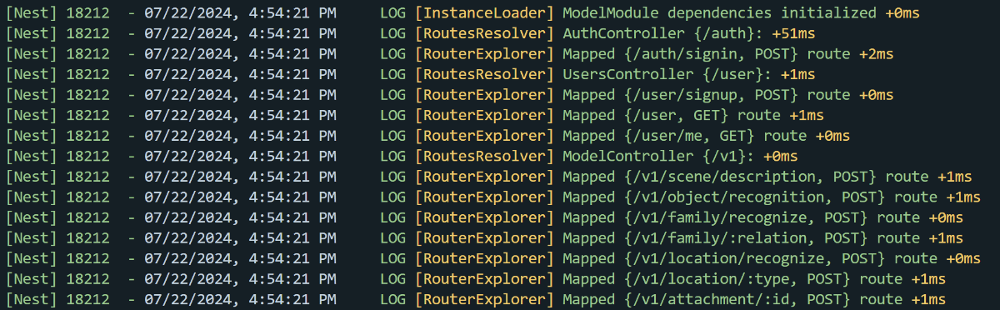 [Nest] 18212  - 07/22/2024, 4:54:21 PM     LOG [InstanceLoader] ModelModule dependencies initialized +0ms
[Nest] 18212  - 07/22/2024, 4:54:21 PM     LOG [RoutesResolver] AuthController {/auth}: +51ms
[Nest] 18212  - 07/22/2024, 4:54:21 PM     LOG [RouterExplorer] Mapped {/auth/signin, POST} route +2ms
[Nest] 18212  - 07/22/2024, 4:54:21 PM     LOG [RoutesResolver] UsersController {/user}: +1ms
[Nest] 18212  - 07/22/2024, 4:54:21 PM     LOG [RouterExplorer] Mapped {/user/signup, POST} route +0ms
[Nest] 18212  - 07/22/2024, 4:54:21 PM     LOG [RouterExplorer] Mapped {/user, GET} route +1ms
[Nest] 18212  - 07/22/2024, 4:54:21 PM     LOG [RouterExplorer] Mapped {/user/me, GET} route +0ms
[Nest] 18212  - 07/22/2024, 4:54:21 PM     LOG [RoutesResolver] ModelController {/v1}: +0ms
[Nest] 18212  - 07/22/2024, 4:54:21 PM     LOG [RouterExplorer] Mapped {/v1/scene/description, POST} route +1ms
[Nest] 18212  - 07/22/2024, 4:54:21 PM     LOG [RouterExplorer] Mapped {/v1/object/recognition, POST} route +1ms
[Nest] 18212  - 07/22/2024, 4:54:21 PM     LOG [RouterExplorer] Mapped {/v1/family/recognize, POST} route +0ms
[Nest] 18212  - 07/22/2024, 4:54:21 PM     LOG [RouterExplorer] Mapped {/v1/family/:relation, POST} route +1ms
[Nest] 18212  - 07/22/2024, 4:54:21 PM     LOG [RouterExplorer] Mapped {/v1/location/recognize, POST} route +0ms
[Nest] 18212  - 07/22/2024, 4:54:21 PM     LOG [RouterExplorer] Mapped {/v1/location/:type, POST} route +1ms
[Nest] 18212  - 07/22/2024, 4:54:21 PM     LOG [RouterExplorer] Mapped {/v1/attachment/:id, POST} route +1ms